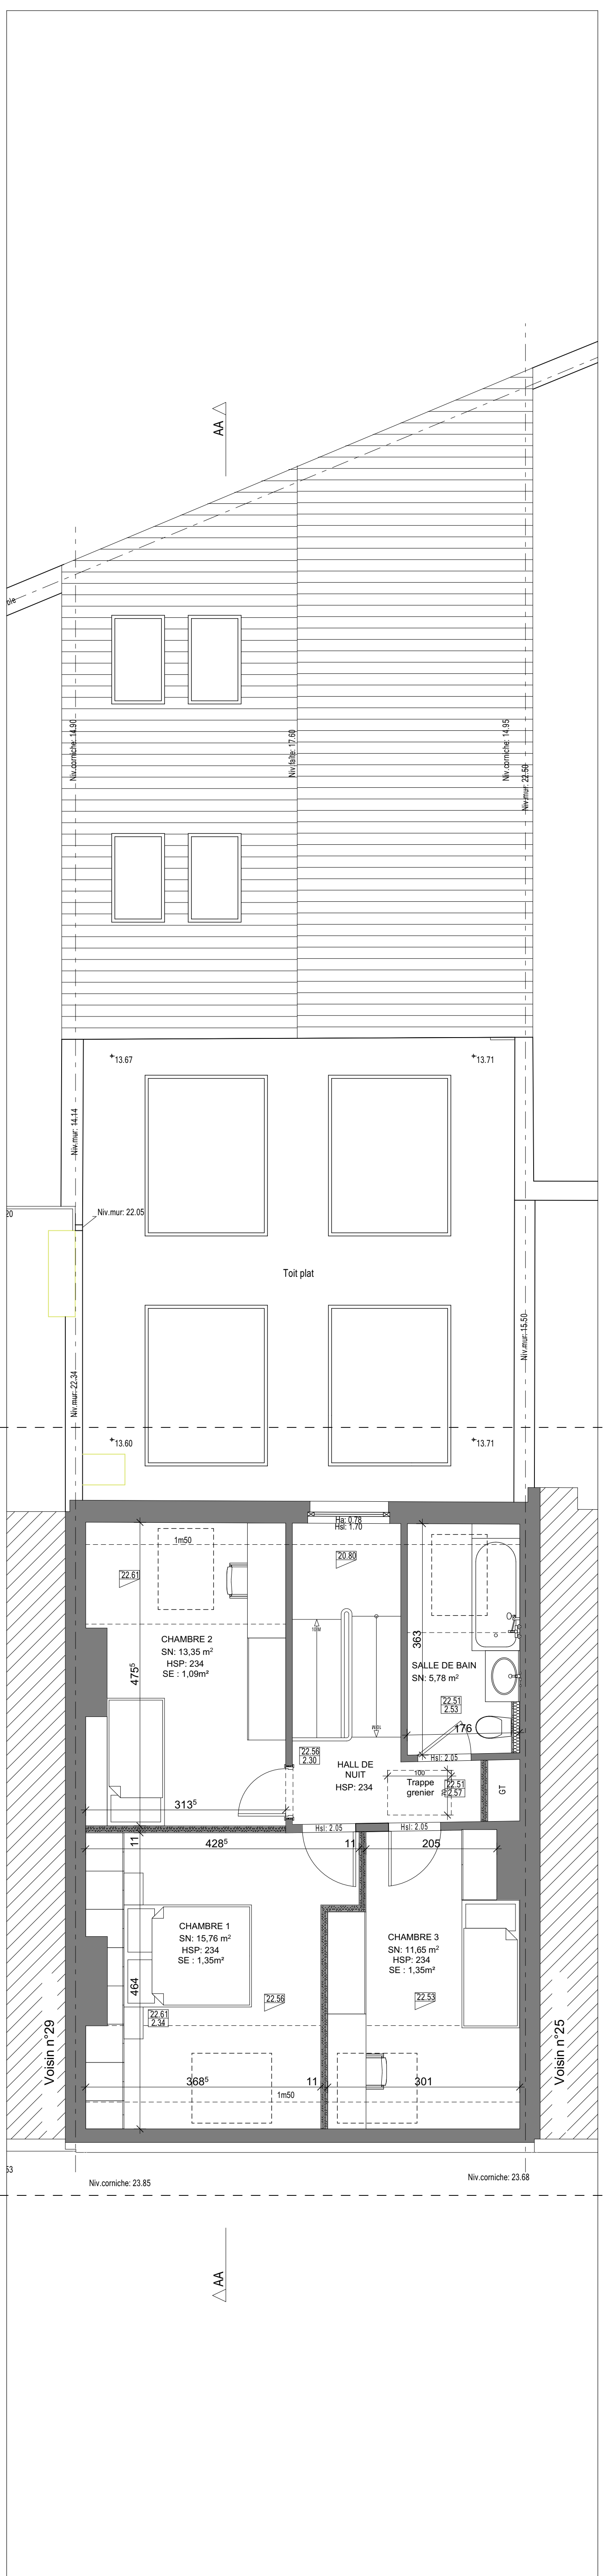 AA
ole
Niv.corniche: 14.90
Niv.faîte: 17.60
Niv.corniche: 14.95
Niv.mur: 22.50
13.67
13.71
Niv.mur: 14.14
20
Niv.mur: 22.05
Toit plat
Niv.mur: 15.50
Niv.mur: 22.34
13.60
13.71
Ha: 0.78
Hsl: 1.70
1m50
22.61
20.80
CHAMBRE 2
SN: 13,35 m²
HSP: 234
SE : 1,09m²
475⁵
363
SALLE DE BAIN
SN: 5,78 m²
22.51
2.53
176
22.56
2.30
HALL DE
NUIT
HSP: 234
Hsl: 2.05
100
Trappe
grenier
22.51
2.57
GT
313⁵
Hsl: 2.05
Hsl: 2.05
11
428⁵
11
205
CHAMBRE 1
SN: 15,76 m²
HSP: 234
SE : 1,35m²
CHAMBRE 3
SN: 11,65 m²
HSP: 234
SE : 1,35m²
464
22.61
2.34
22.56
22.53
Voisin n°29
Voisin n°25
368⁵
11
301
1m50
53
Niv.corniche: 23.85
Niv.corniche: 23.68
AA